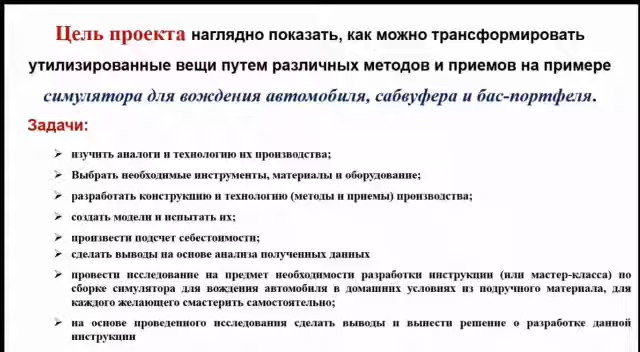 Цель проекта наглядно показать, как можно трансформировать
утилизированные вещи путем различных методов и приемов на примере
симулятора для вождения автомобиля, сабвуфера и бас-портфеля.
Задачи:
➢ изучить аналоги и технологию их производства;
➢ Выбрать необходимые инструменты, материалы и оборудование;
➢ разработать конструкцию и технологию (методы и приемы) производства;
➢ создать модели и испытать их;
➢ произвести подсчет себестоимости;
➢ сделать выводы на основе анализа полученных данных
➢ провести исследование на предмет необходимости разработки инструкции (или мастер-класса) по
сборке симулятора для вождения автомобиля в домашних условиях из подручного материала, для
каждого желающего смастерить самостоятельно;
➢ на основе проведенного исследования сделать выводы и вынести решение о разработке данной
инструкции